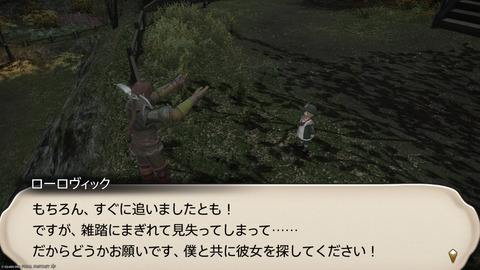 ローロヴィック
もちろん、すぐに追いましたとも！
ですが、雑踏にまぎれて見失ってしまって……
だからどうかお願いです、僕と共に彼女を探してください！